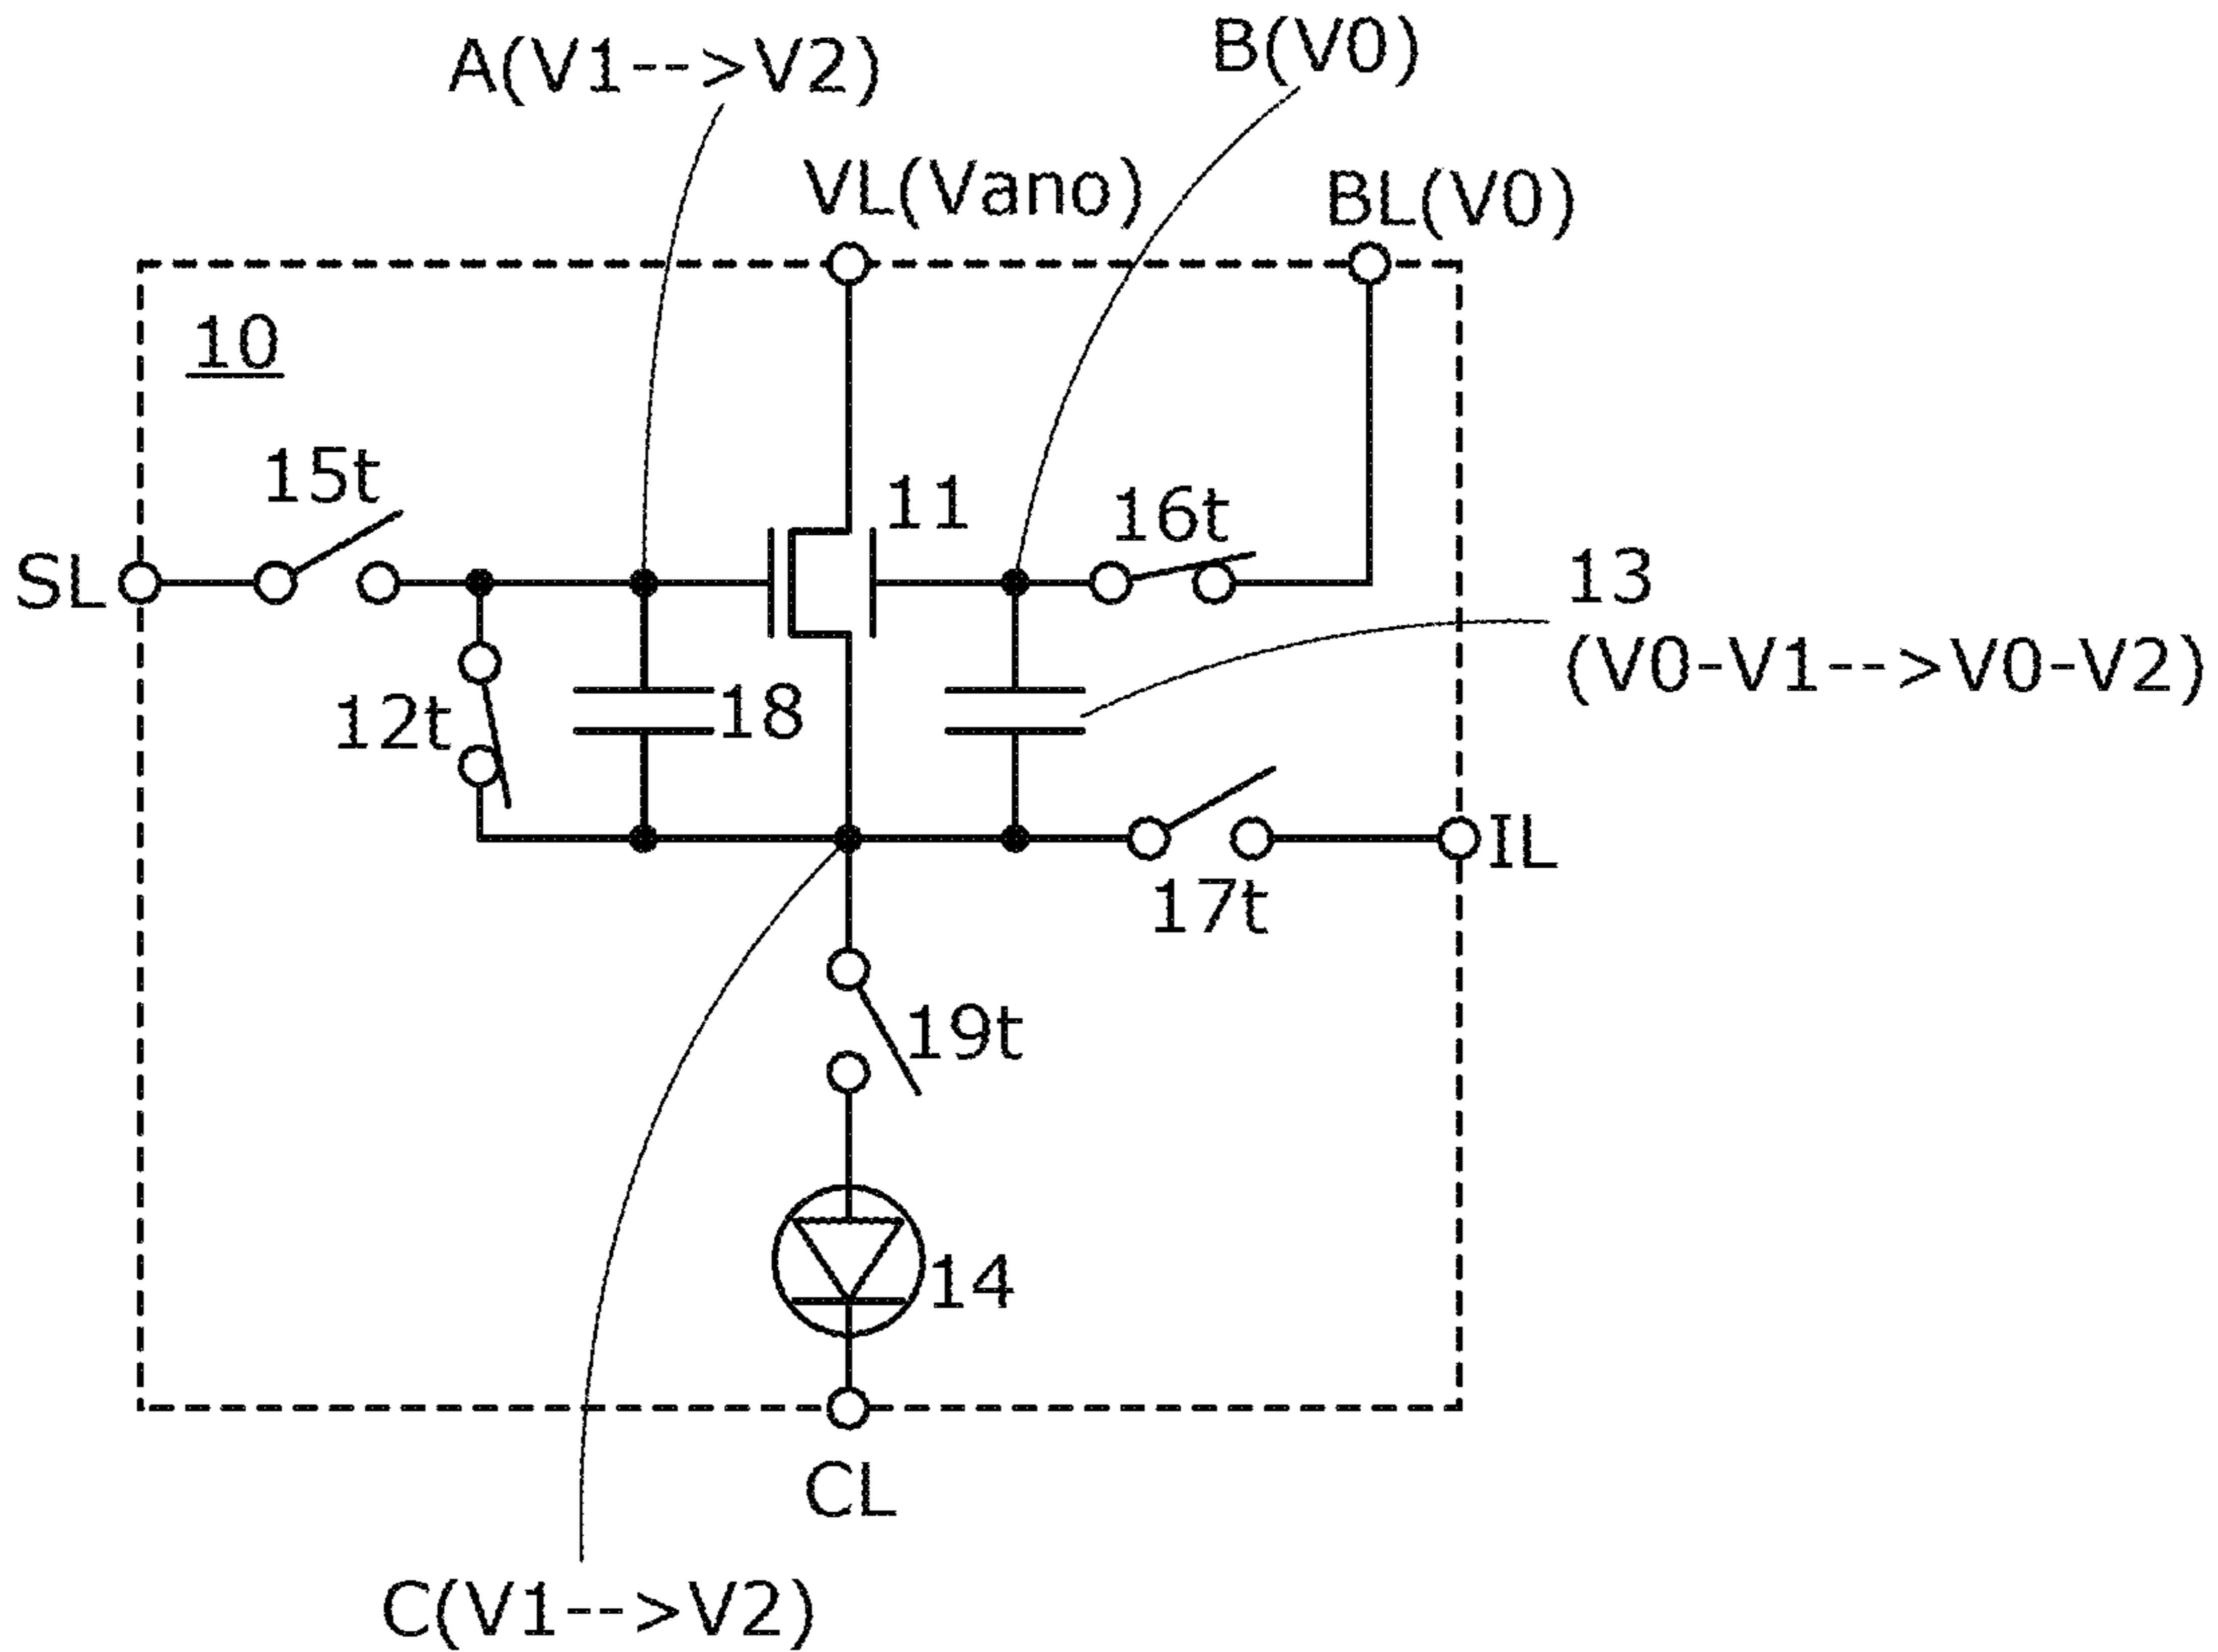 A(V1-->V2)
B(V0)
VL(Vano)
BL(V0)
10
15t
11
16t
SL
13
(V0-V1-->V0-V2)
12t
18
IL
17t
19t
14
CL
C(V1-->V2)